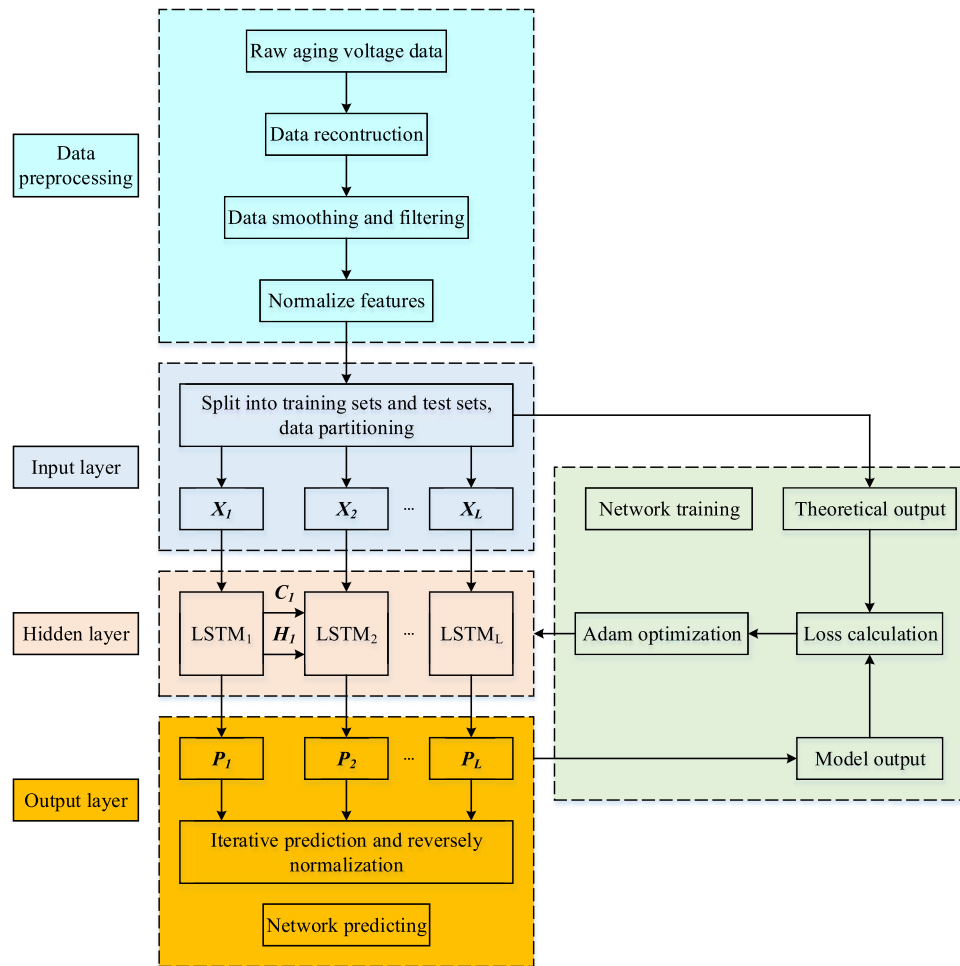 Raw aging voltage data
Data recontruction
Data
preprocessing
Data smoothing and filtering
Normalize features
Split into training sets and test sets,
data partitioning
Input layer
X1
X2
...
XL
Network training
Theoretical output
Hidden layer
LSTM1
C1
H1
LSTM2
...
LSTML
Adam optimization
Loss calculation
P1
P2
...
PL
Model output
Output layer
Iterative prediction and reversely
normalization
Network predicting